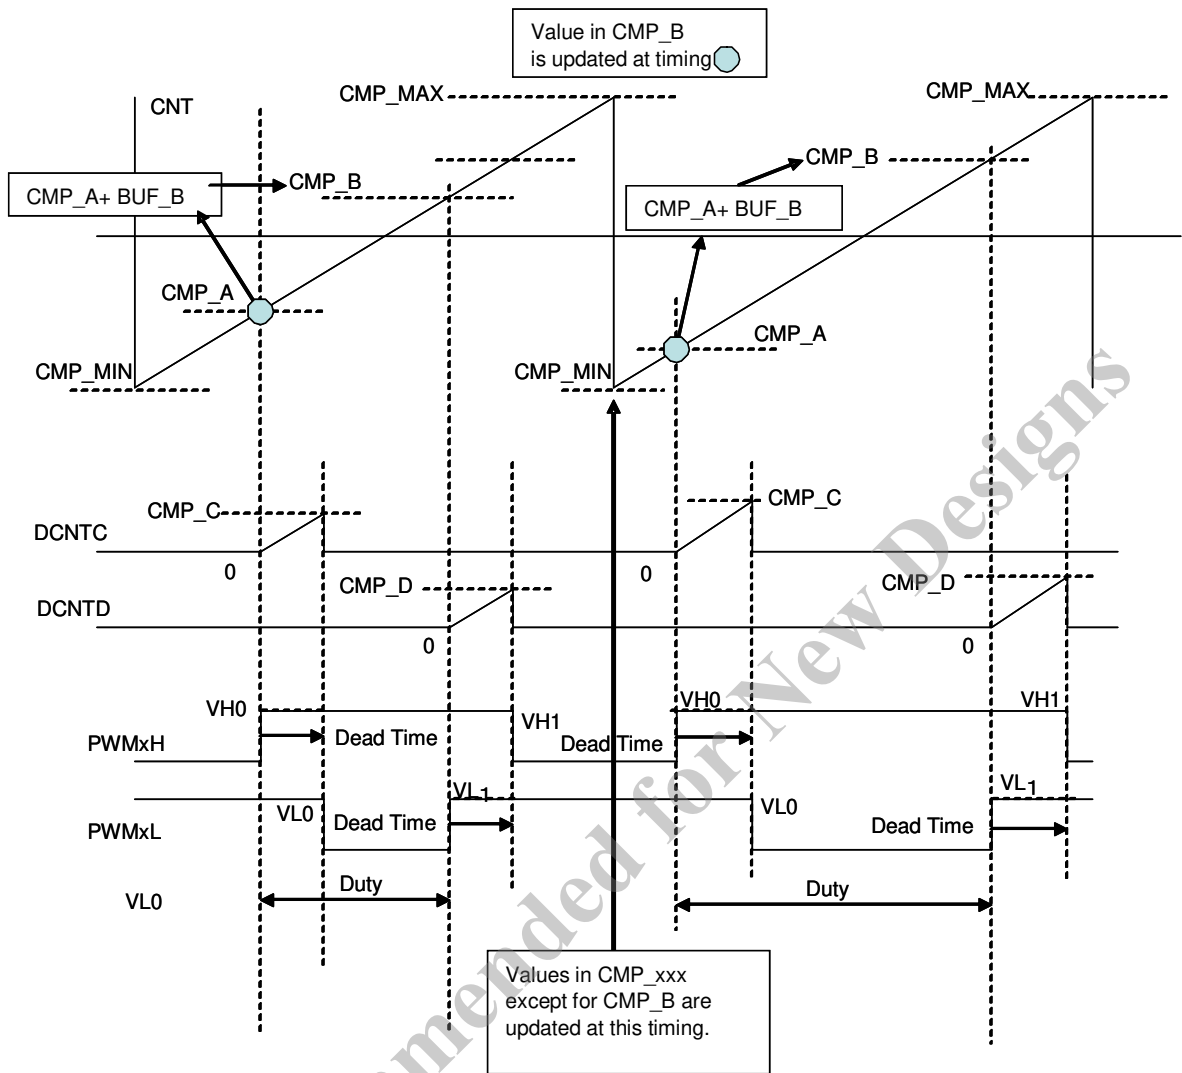 Value in CMP_B
is updated at timing
CNT
CMP_MAX
CMP_MAX
CMP_B
CMP_A+ BUF_B
CMP_B
CMP_A+ BUF_B
CMP_A
CMP_A
CMP_MIN
CMP_MIN
CMP_C
CMP_C
DCNTC
0
0
CMP_D
CMP_D
DCNTD
0
0
VH0
VH1
VH0
VH1
PWMxH
Dead Time
Dead Time
VL1
VL1
VL0
VL0
PWMxL
Dead Time
Dead Time
VL0
Duty
Duty
Values in CMP_xxx
except for CMP_B are
updated at this timing.
mended for New Designs